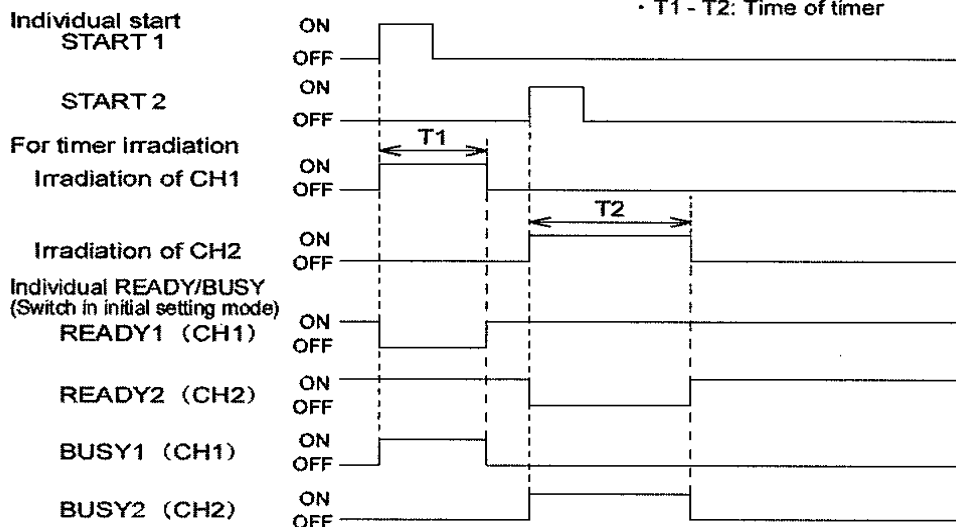 · T1 - T2: Time of timer
Individual start
START 1 ON
OFF
START 2 ON
OFF
For timer irradiation
T1
Irradiation of CH1 ON
OFF
T2
Irradiation of CH2 ON
OFF
Individual READY/BUSY
(Switch in initial setting mode)
READY1 (CH1) ON
OFF
READY2 (CH2) ON
OFF
BUSY1 (CH1) ON
OFF
BUSY2 (CH2) ON
OFF